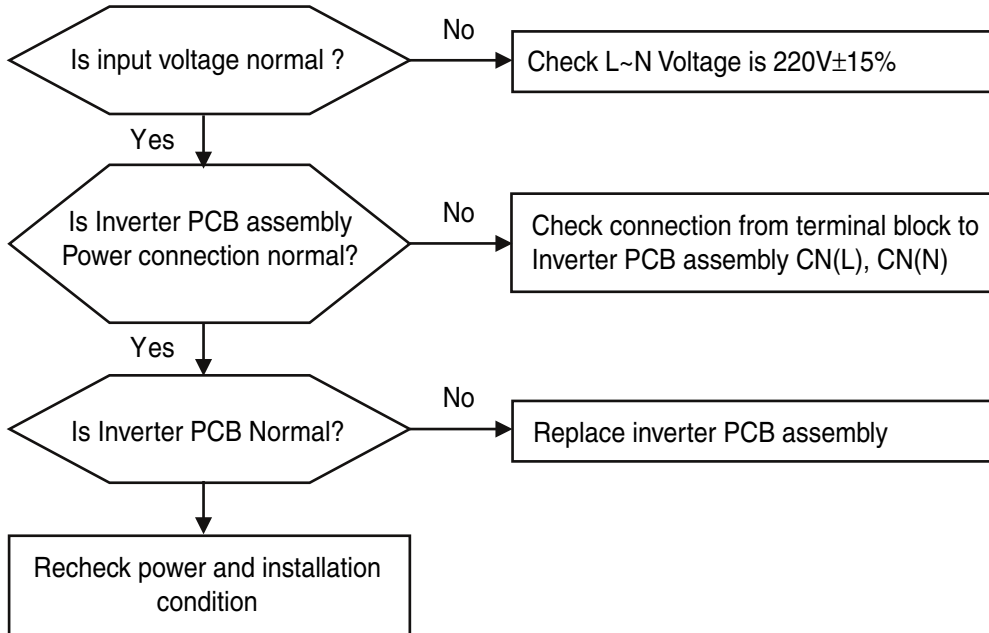 Is input voltage normal ?
No
Check L~N Voltage is 220V±15%
Yes
Is Inverter PCB assembly
Power connection normal?
No
Check connection from terminal block to
Inverter PCB assembly CN(L), CN(N)
Yes
Is Inverter PCB Normal?
No
Replace inverter PCB assembly
Recheck power and installation
condition